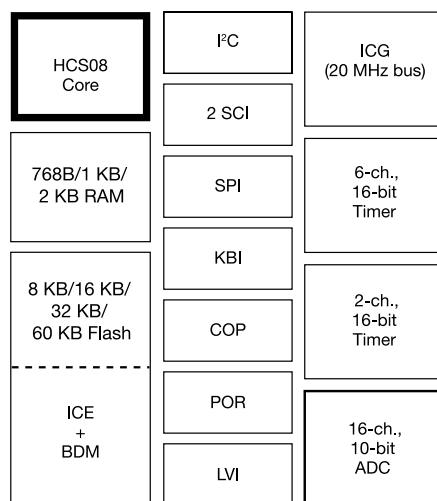 HCS08
Core
768B/1 KB/
2 KB RAM
8 KB/16 KB/
32 KB/
60 KB Flash
ICE
+
BDM
I²C
2 SCI
SPI
KBI
COP
POR
LVI
ICG
(20 MHz bus)
6-ch.,
16-bit
Timer
2-ch.,
16-bit
Timer
16-ch.,
10-bit
ADC